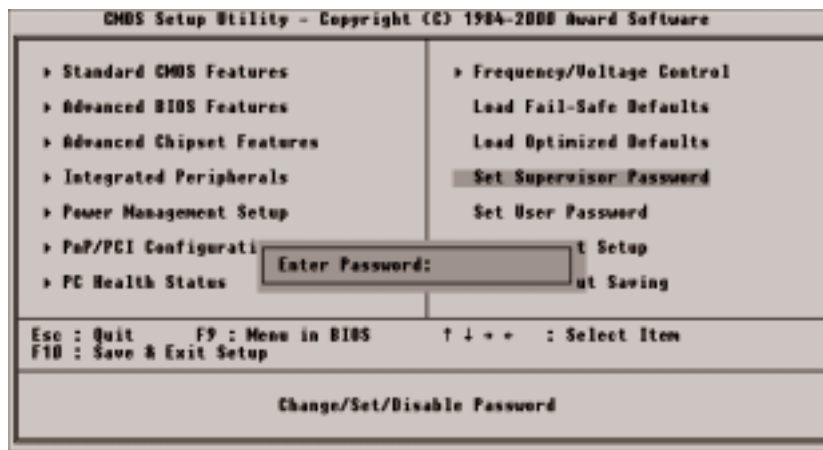 CMOS Setup Utility - Copyright (C) 1984-2000 Award Software
▸ Standard CMOS Features
▸ Advanced BIOS Features
▸ Advanced Chipset Features
▸ Integrated Peripherals
▸ Power Management Setup
▸ PnP/PCI Configurati
▸ PC Health Status
▸ Frequency/Voltage Control
Load Fail-Safe Defaults
Load Optimized Defaults
Set Supervisor Password
Set User Password
t Setup
ut Saving
Enter Password:
Esc : Quit F9 : Menu in BIOS ↑ ↓ → ← : Select Item
F10 : Save & Exit Setup
Change/Set/Disable Password